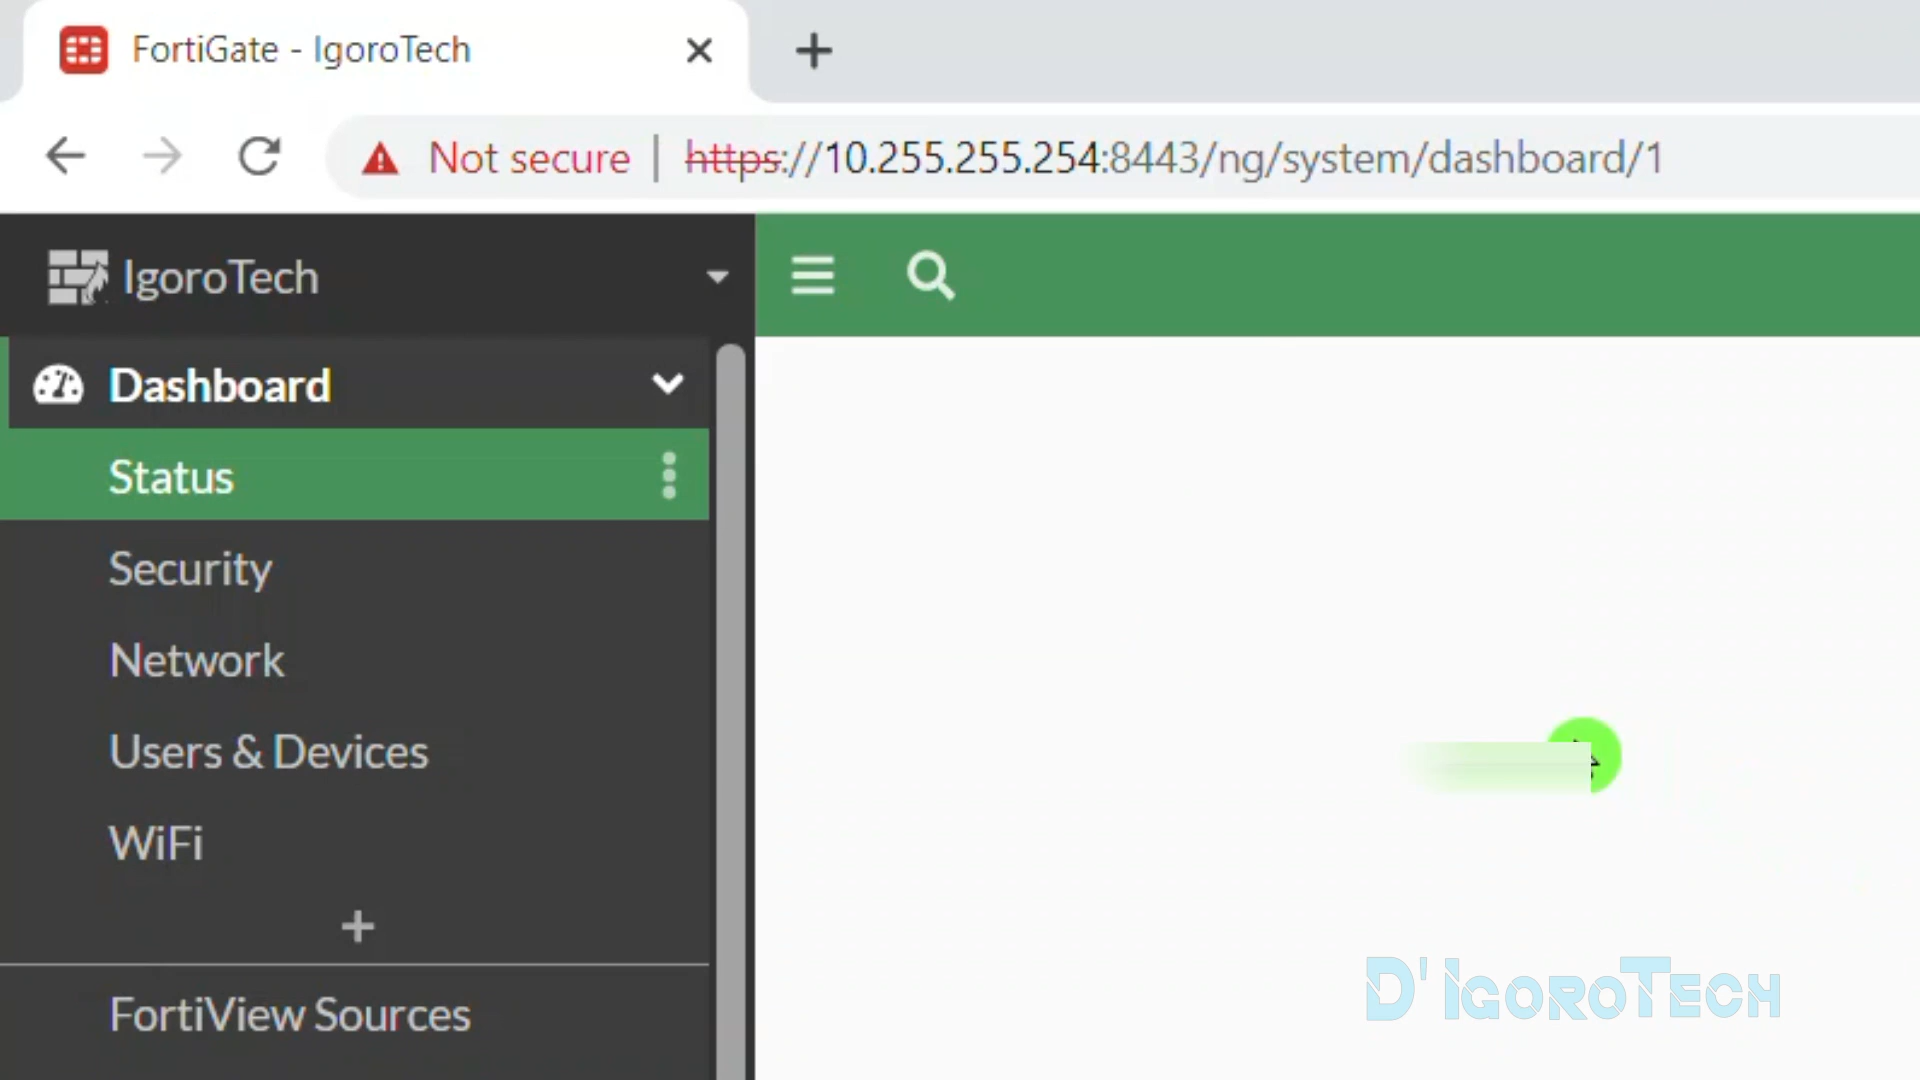 FortiGate - IgoroTech
Not secure | https://10.255.255.254:8443/ng/system/dashboard/1
IgoroTech
Dashboard
Status
Security
Network
Users & Devices
WiFi
+
FortiView Sources
D'IGOROTECH